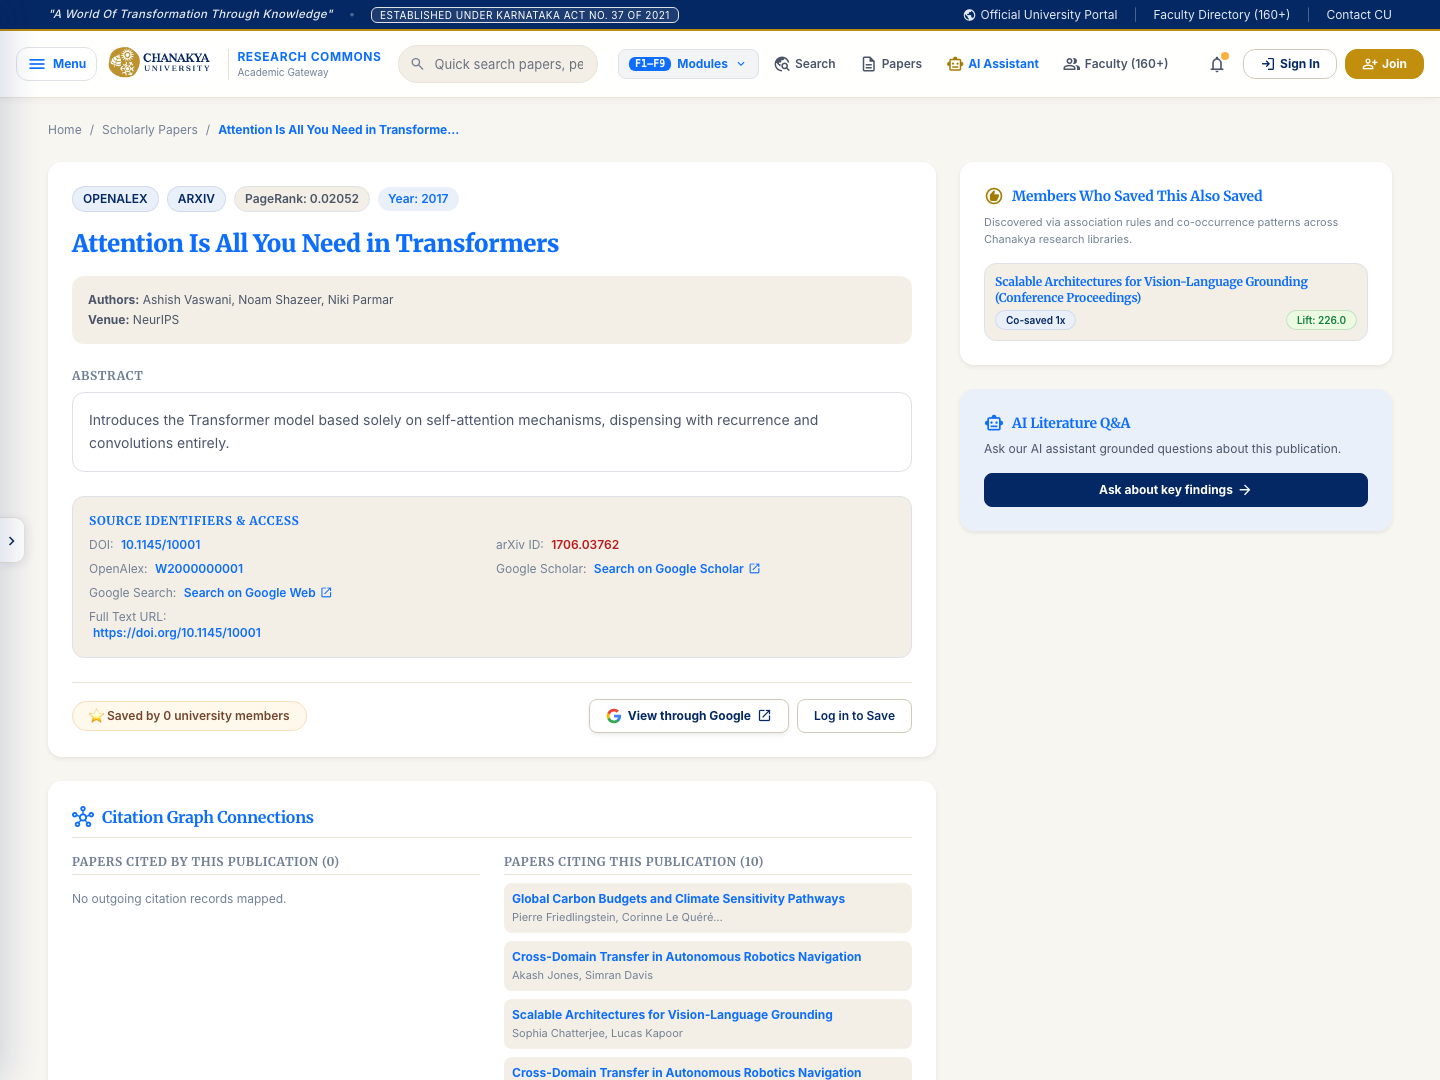 "A World Of Transformation Through Knowledge" • ESTABLISHED UNDER KARNATAKA ACT NO. 37 OF 2021
Official University Portal
Faculty Directory (160+)
Contact CU
Menu
CHANAKYA
UNIVERSITY
RESEARCH COMMONS
Academic Gateway
Quick search papers, pe
F1–F9 Modules
Search
Papers
AI Assistant
Faculty (160+)
Sign In
Join
Home / Scholarly Papers / Attention Is All You Need in Transforme...
OPENALEX
ARXIV
PageRank: 0.02052
Year: 2017
Attention Is All You Need in Transformers
Authors: Ashish Vaswani, Noam Shazeer, Niki Parmar
Venue: NeurIPS
ABSTRACT
Introduces the Transformer model based solely on self-attention mechanisms, dispensing with recurrence and
convolutions entirely.
SOURCE IDENTIFIERS & ACCESS
DOI: 10.1145/10001
arXiv ID: 1706.03762
OpenAlex: W2000000001
Google Scholar: Search on Google Scholar
Google Search: Search on Google Web
Full Text URL:
https://doi.org/10.1145/10001
Saved by 0 university members
View through Google
Log in to Save
Citation Graph Connections
PAPERS CITED BY THIS PUBLICATION (0)
No outgoing citation records mapped.
PAPERS CITING THIS PUBLICATION (10)
Global Carbon Budgets and Climate Sensitivity Pathways
Pierre Friedlingstein, Corinne Le Quéré...
Cross-Domain Transfer in Autonomous Robotics Navigation
Akash Jones, Simran Davis
Scalable Architectures for Vision-Language Grounding
Sophia Chatterjee, Lucas Kapoor
Cross-Domain Transfer in Autonomous Robotics Navigation
Members Who Saved This Also Saved
Discovered via association rules and co-occurrence patterns across
Chanakya research libraries.
Scalable Architectures for Vision-Language Grounding
(Conference Proceedings)
Co-saved 1x
Lift: 226.0
AI Literature Q&A
Ask our AI assistant grounded questions about this publication.
Ask about key findings